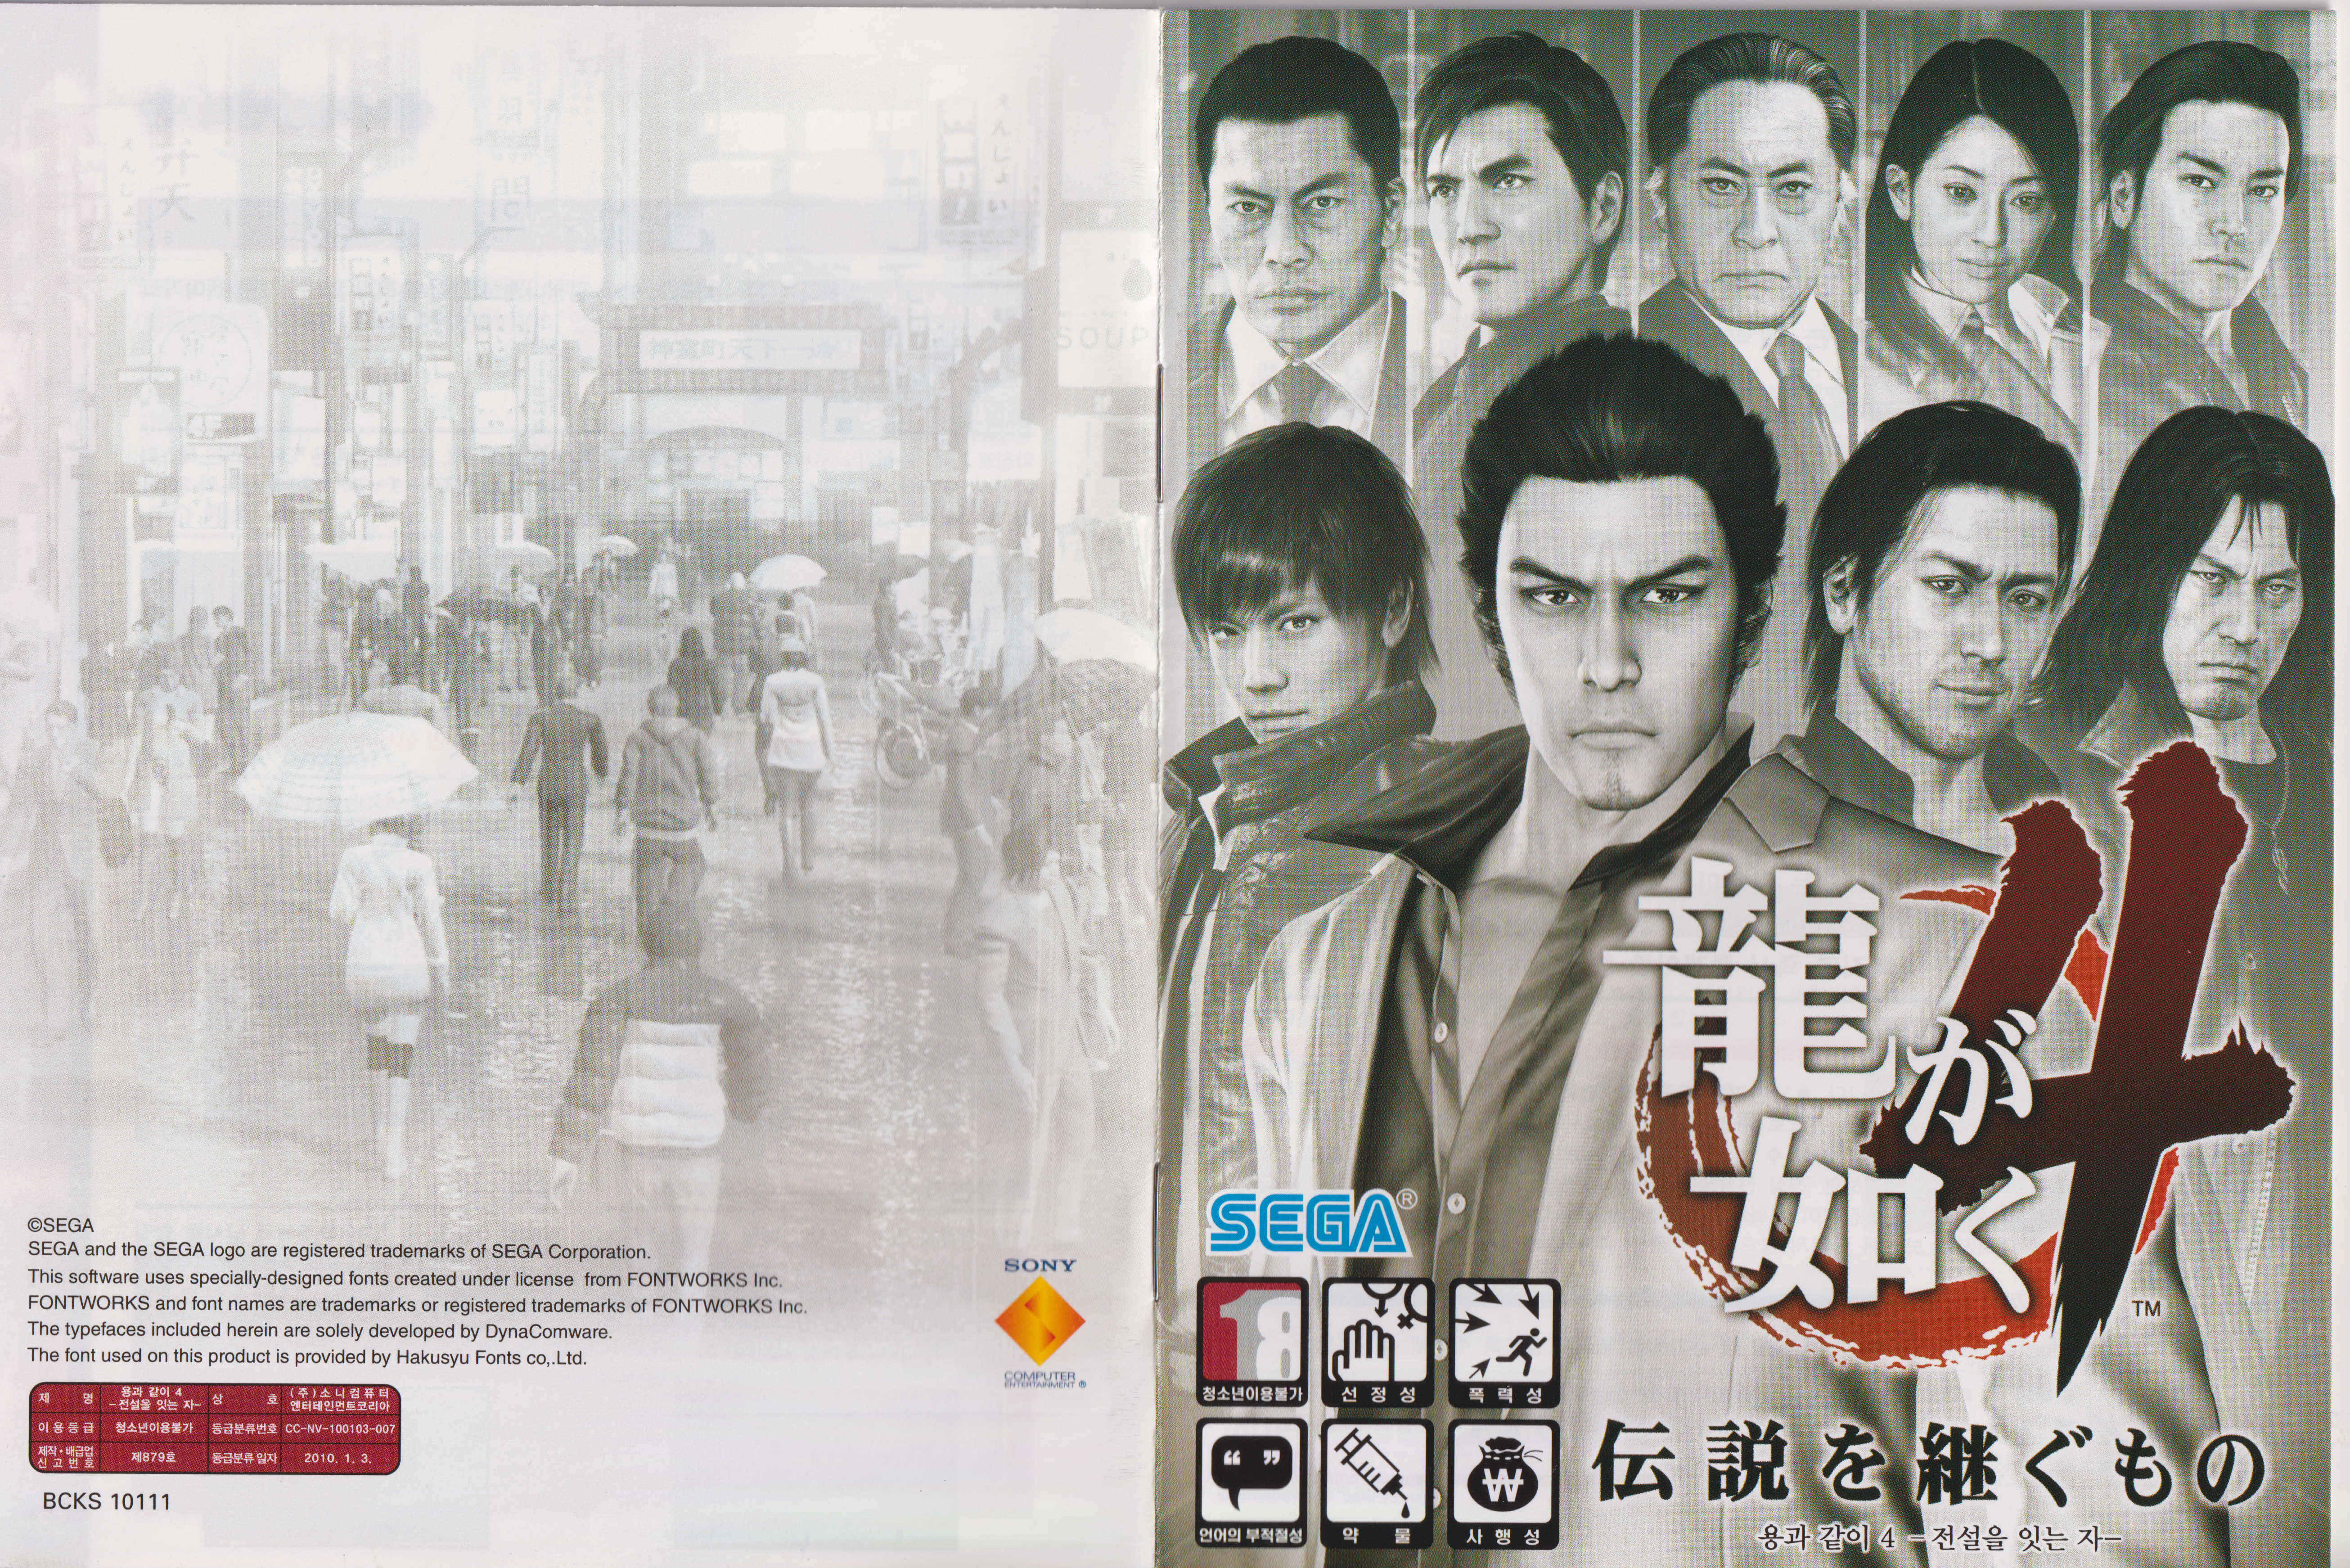 弁天
4F
SOUP
神室町天下一通り
©SEGA
SEGA and the SEGA logo are registered trademarks of SEGA Corporation.
This software uses specially-designed fonts created under license from FONTWORKS Inc.
FONTWORKS and font names are trademarks or registered trademarks of FONTWORKS Inc.
The typefaces included herein are solely developed by DynaComware.
The font used on this product is provided by Hakusyu Fonts co,.Ltd.
SONY
COMPUTER
ENTERTAINMENT®
제 명 용과 같이 4 -전설을 잇는 자- 상 호 (주)소니컴퓨터 엔터테인먼트코리아
이용등급 청소년이용불가 등급분류번호 CC-NV-100103-007
제작·배급업 신고번호 제879호 등급분류일자 2010. 1. 3.
BCKS 10111
龍が
如く
4
TM
SEGA®
18
청소년이용불가
선정성
폭력성
언어의 부적절성
약물
사행성
伝説を継ぐもの
용과 같이 4 -전설을 잇는 자-